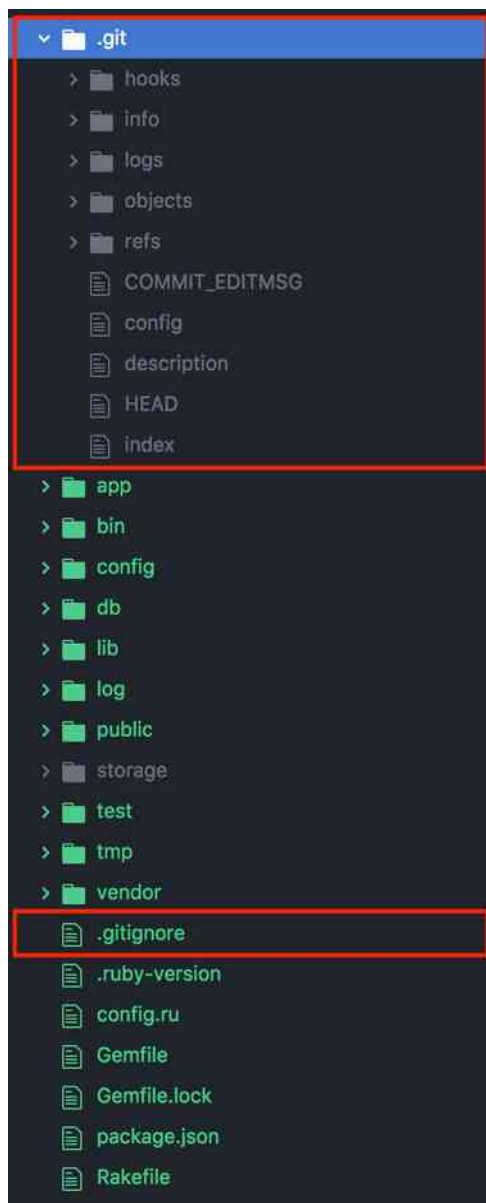 .git
hooks
info
logs
objects
refs
COMMIT_EDITMSG
config
description
HEAD
index
app
bin
config
db
lib
log
public
storage
test
tmp
vendor
.gitignore
.ruby-version
config.ru
Gemfile
Gemfile.lock
package.json
Rakefile